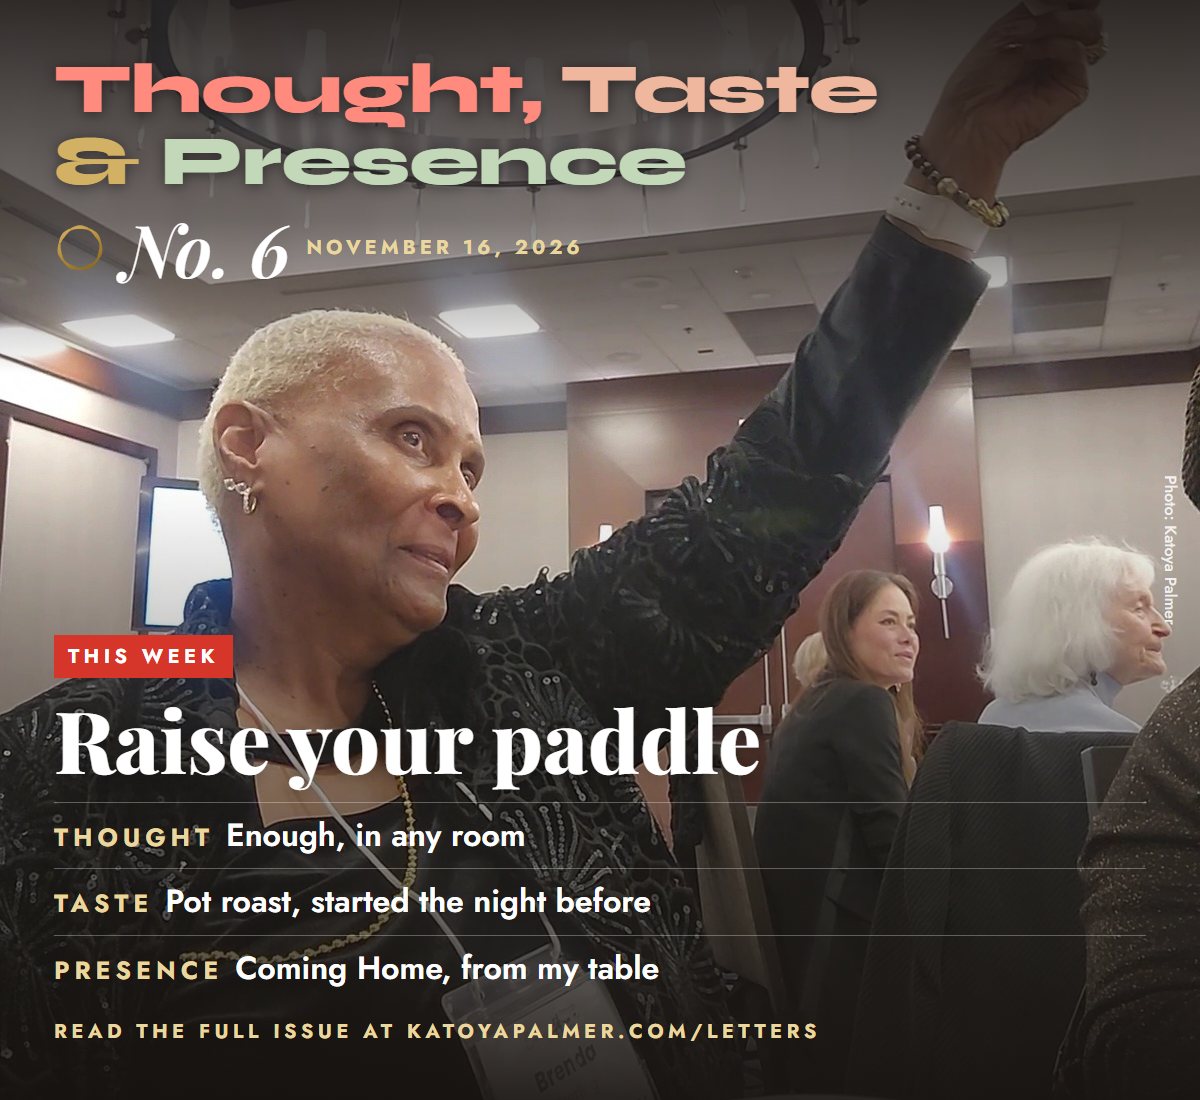 Thought, Taste
& Presence
No. 6 NOVEMBER 16, 2026
Photo: Katoya Palmer
THIS WEEK
Raise your paddle
THOUGHT Enough, in any room
TASTE Pot roast, started the night before
PRESENCE Coming Home, from my table
READ THE FULL ISSUE AT KATOYAPALMER.COM/LETTERS
Brenda